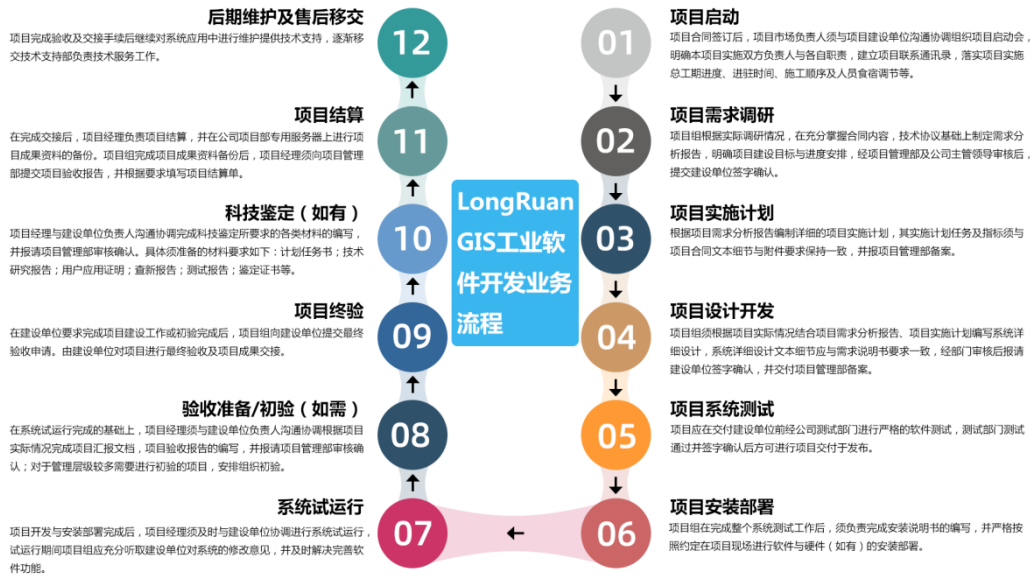 LongRuan
GIS工业软
件开发业务
流程
01
项目启动
项目合同签订后，项目市场负责人须与项目建设单位沟通协调组织项目启动会，
明确本项目实施双方负责人与各自职责，建立项目联系通讯录，落实项目实施
总工期进度、进驻时间、施工顺序及人员食宿调节等。
02
项目需求调研
项目组根据实际调研情况，在充分掌握合同内容，技术协议基础上制定需求分
析报告，明确项目建设目标与进度安排，经项目管理部及公司主管领导审核后，
提交建设单位签字确认。
03
项目实施计划
根据项目需求分析报告编制详细的项目实施计划，其实施计划任务及指标须与
项目合同文本细节与附件要求保持一致，并报项目管理部备案。
04
项目设计开发
项目组须根据项目实际情况结合项目需求分析报告、项目实施计划编写系统详
细设计，系统详细设计文本细节应与需求说明书要求一致，经部门审核后报请
建设单位签字确认，并交付项目管理部备案。
05
项目系统测试
项目应在交付建设单位前经公司测试部门进行严格的软件测试，测试部门测试
通过并签字确认后方可进行项目交付于发布。
06
项目安装部署
项目组在完成整个系统测试工作后，须负责完成安装说明书的编写，并严格按
照约定在项目现场进行软件与硬件（如有）的安装部署。
07
系统试运行
项目开发与安装部署完成后，项目经理须及时与建设单位协调进行系统试运行，
试运行期间项目组应充分听取建设单位对系统的修改意见，并及时解决完善软
件功能。
08
验收准备/初验（如需）
在系统试运行完成的基础上，项目经理须与建设单位负责人沟通协调根据项目
实际情况完成项目汇报文档，项目验收报告的编写，并报请项目管理部审核确
认；对于管理层级较多需要进行初验的项目，安排组织初验。
09
项目终验
在建设单位要求完成项目建设工作或初验完成后，项目组向建设单位提交最终
验收申请。由建设单位对项目进行最终验收及项目成果交接。
10
科技鉴定（如有）
项目经理与建设单位负责人沟通协调完成科技鉴定所要求的各类材料的编写，
并报请项目管理部审核确认。具体须准备的材料要求如下：计划任务书；技术
研究报告；用户应用证明；查新报告；测试报告；鉴定证书等。
11
项目结算
在完成交接后，项目经理负责项目结算，并在公司项目部专用服务器上进行项
目成果资料的备份。项目组完成项目成果资料备份后，项目经理须向项目管理
部提交项目验收报告，并根据要求填写项目结算单。
12
后期维护及售后移交
项目完成验收及交接手续后继续对系统应用中进行维护提供技术支持，逐渐移
交技术支持部负责技术服务工作。